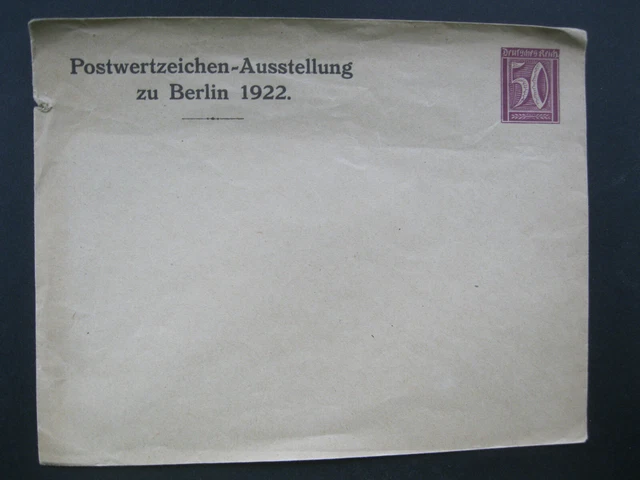 Postwertzeichen-Ausstellung
zu Berlin 1922.
Deutsches Reich
50